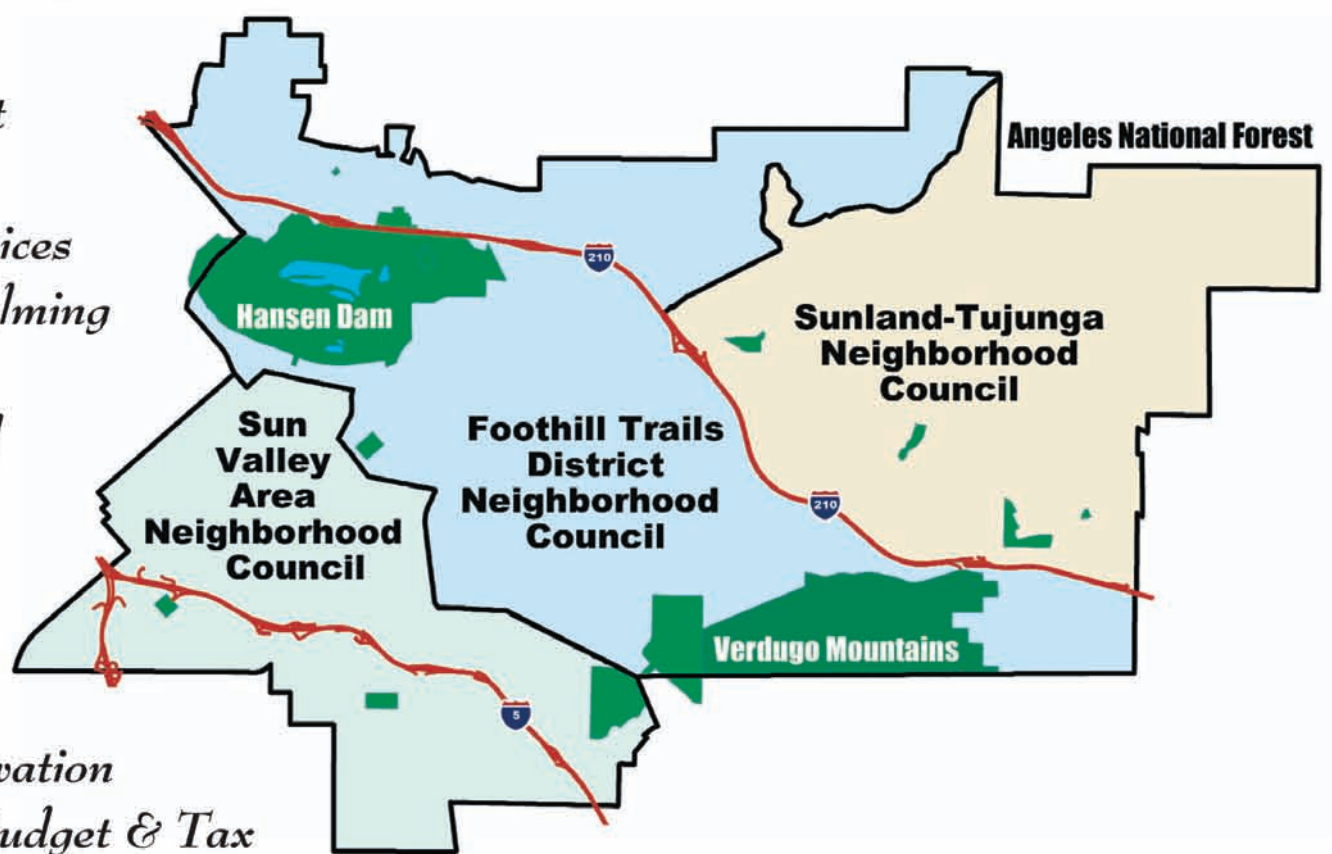 t
ices
lming
vation
udget & Tax
Angeles National Forest
210
Hansen Dam
Sunland-Tujunga
Neighborhood
Council
Sun
Valley
Area
Neighborhood
Council
Foothill Trails
District
Neighborhood
Council
210
Verdugo Mountains
5